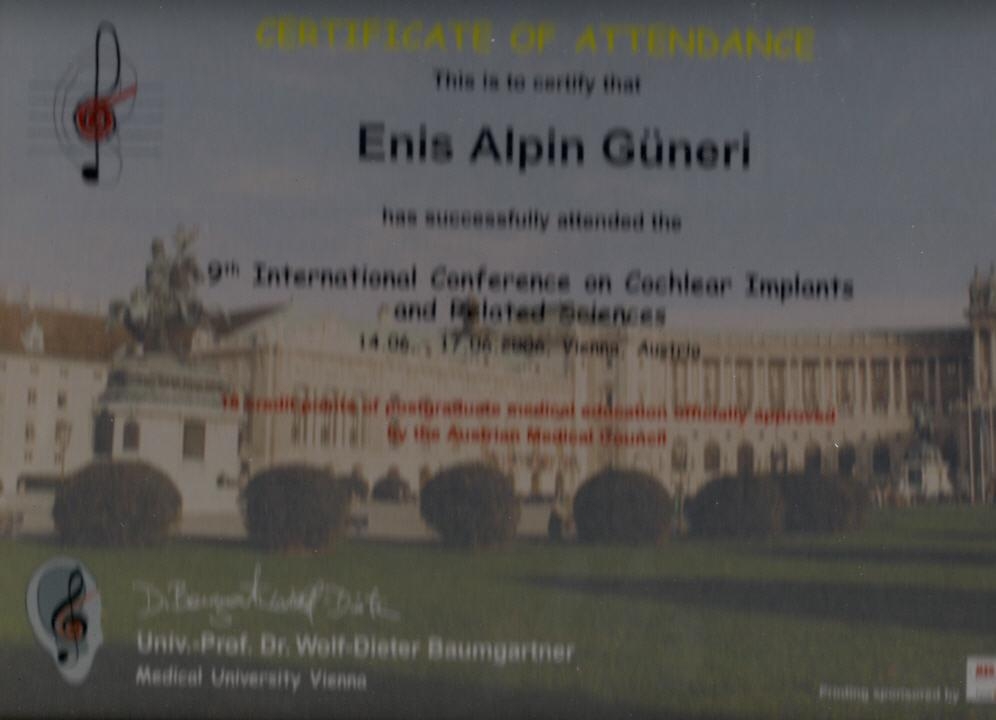 CERTIFICATE OF ATTENDANCE
This is to certify that
Enis Alpin Güneri
has successfully attended the
9th International Conference on Cochlear Implants
and Related Sciences
14.06. - 17.06.2006, Vienna, Austria
credit points of postgraduate medical education officially approved
by the Austrian Medical Council
Univ.-Prof. Dr. Wolf-Dieter Baumgartner
Medical University Vienna
Printing sponsored by